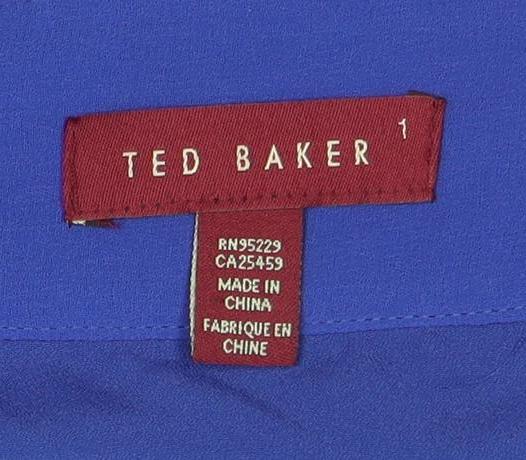 TED BAKER 1
RN95229
CA25459
MADE IN
CHINA
FABRIQUE EN
CHINE